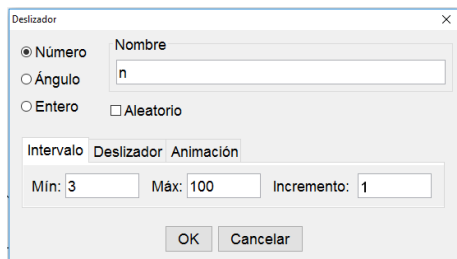 Deslizador
Número
Nombre
n
Ángulo
Entero
Aleatorio
Intervalo Deslizador Animación
Mín: 3 Máx: 100 Incremento: 1
OK Cancelar